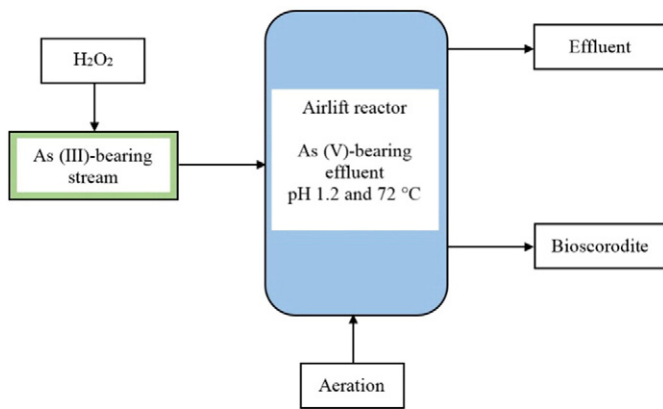 H₂O₂
Effluent
As (III)-bearing
stream
Airlift reactor
As (V)-bearing
effluent
pH 1.2 and 72 °C
Bioscorodite
Aeration